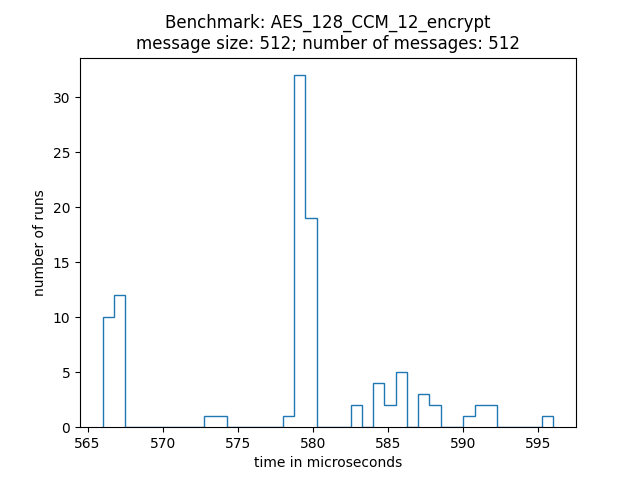 Benchmark: AES_128_CCM_12_encrypt
message size: 512; number of messages: 512
number of runs
30
25
20
15
10
5
0
565 570 575 580 585 590 595
time in microseconds